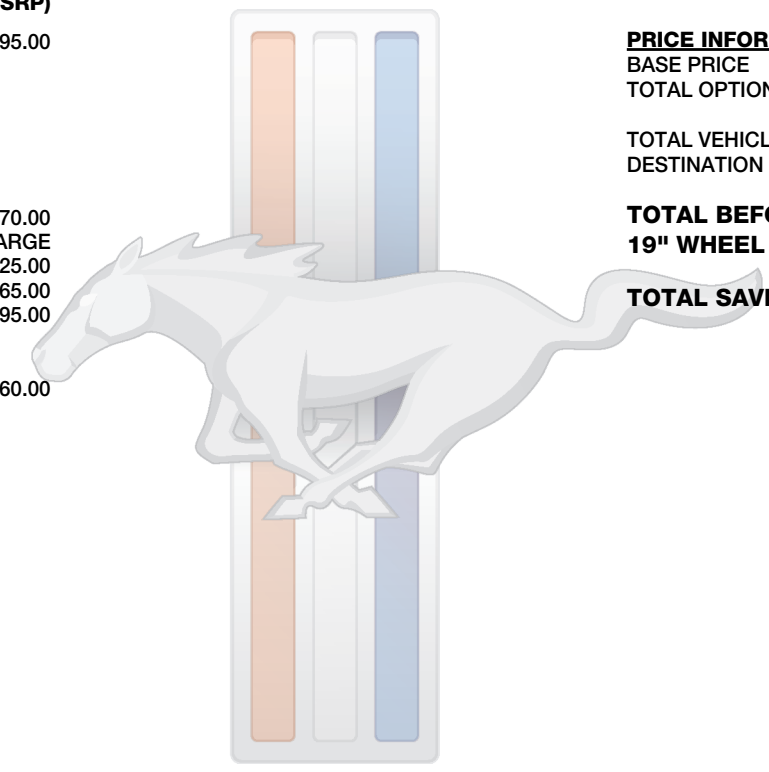 SRP)
95.00
70.00
ARGE
25.00
65.00
95.00
60.00
PRICE INFOR
BASE PRICE
TOTAL OPTION
TOTAL VEHICL
DESTINATION
TOTAL BEFO
19" WHEEL
TOTAL SAVI